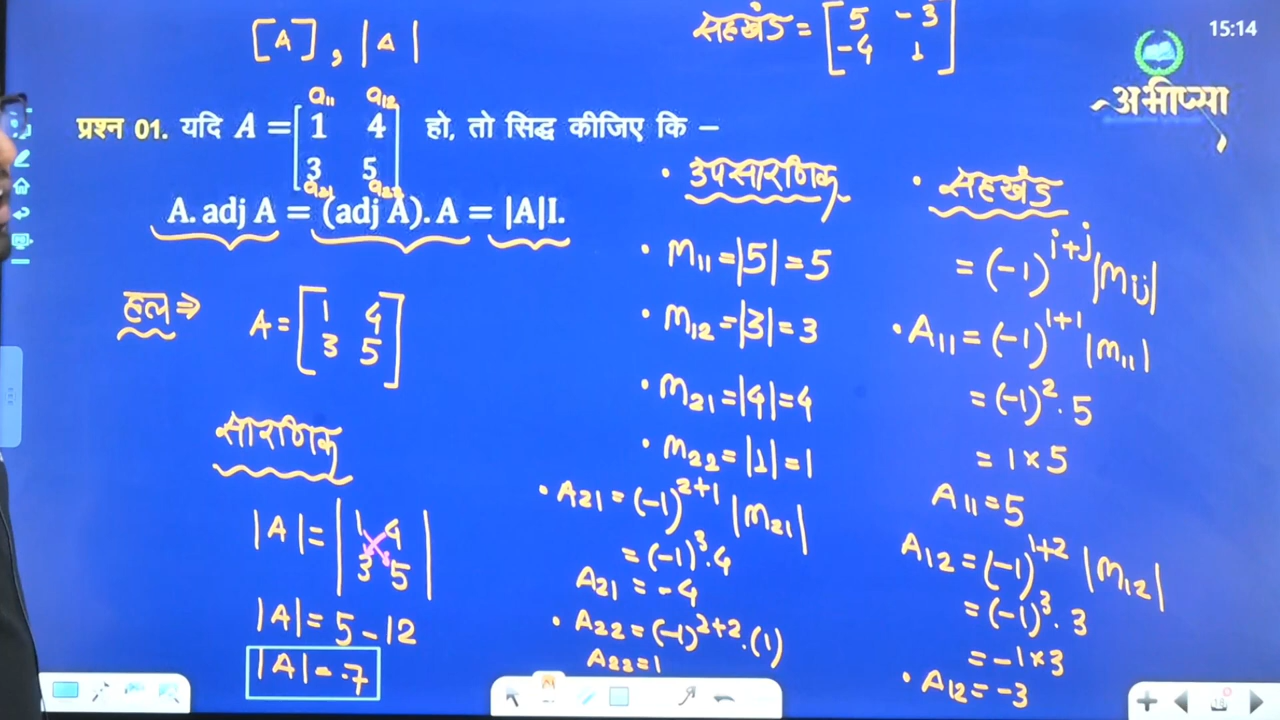 [A], |A|
सहखंड = [5 -3
-4 1]
15:14
अभीप्सा
a11 a12
प्रश्न 01. यदि A = [1 4
3 5] हो, तो सिद्ध कीजिए कि –
a21 a22
A. adj A = (adj A). A = |A|I.
हल ⇒ A = [1 4
3 5]
सारणिक
|A| = |1 4
3 5|
|A| = 5 - 12
|A| = -7
• उपसारणिक
• M11 = |5| = 5
• M12 = |3| = 3
• M21 = |4| = 4
• M22 = |1| = 1
• A21 = (-1)^2+1 |M21|
= (-1)^3 . 4
A21 = -4
• A22 = (-1)^2+2 . (1)
A22 = 1
• सहखंड
= (-1)^i+j |Mij|
• A11 = (-1)^1+1 |M11|
= (-1)^2 . 5
= 1 × 5
A11 = 5
A12 = (-1)^1+2 |M12|
= (-1)^3 . 3
= -1 × 3
• A12 = -3